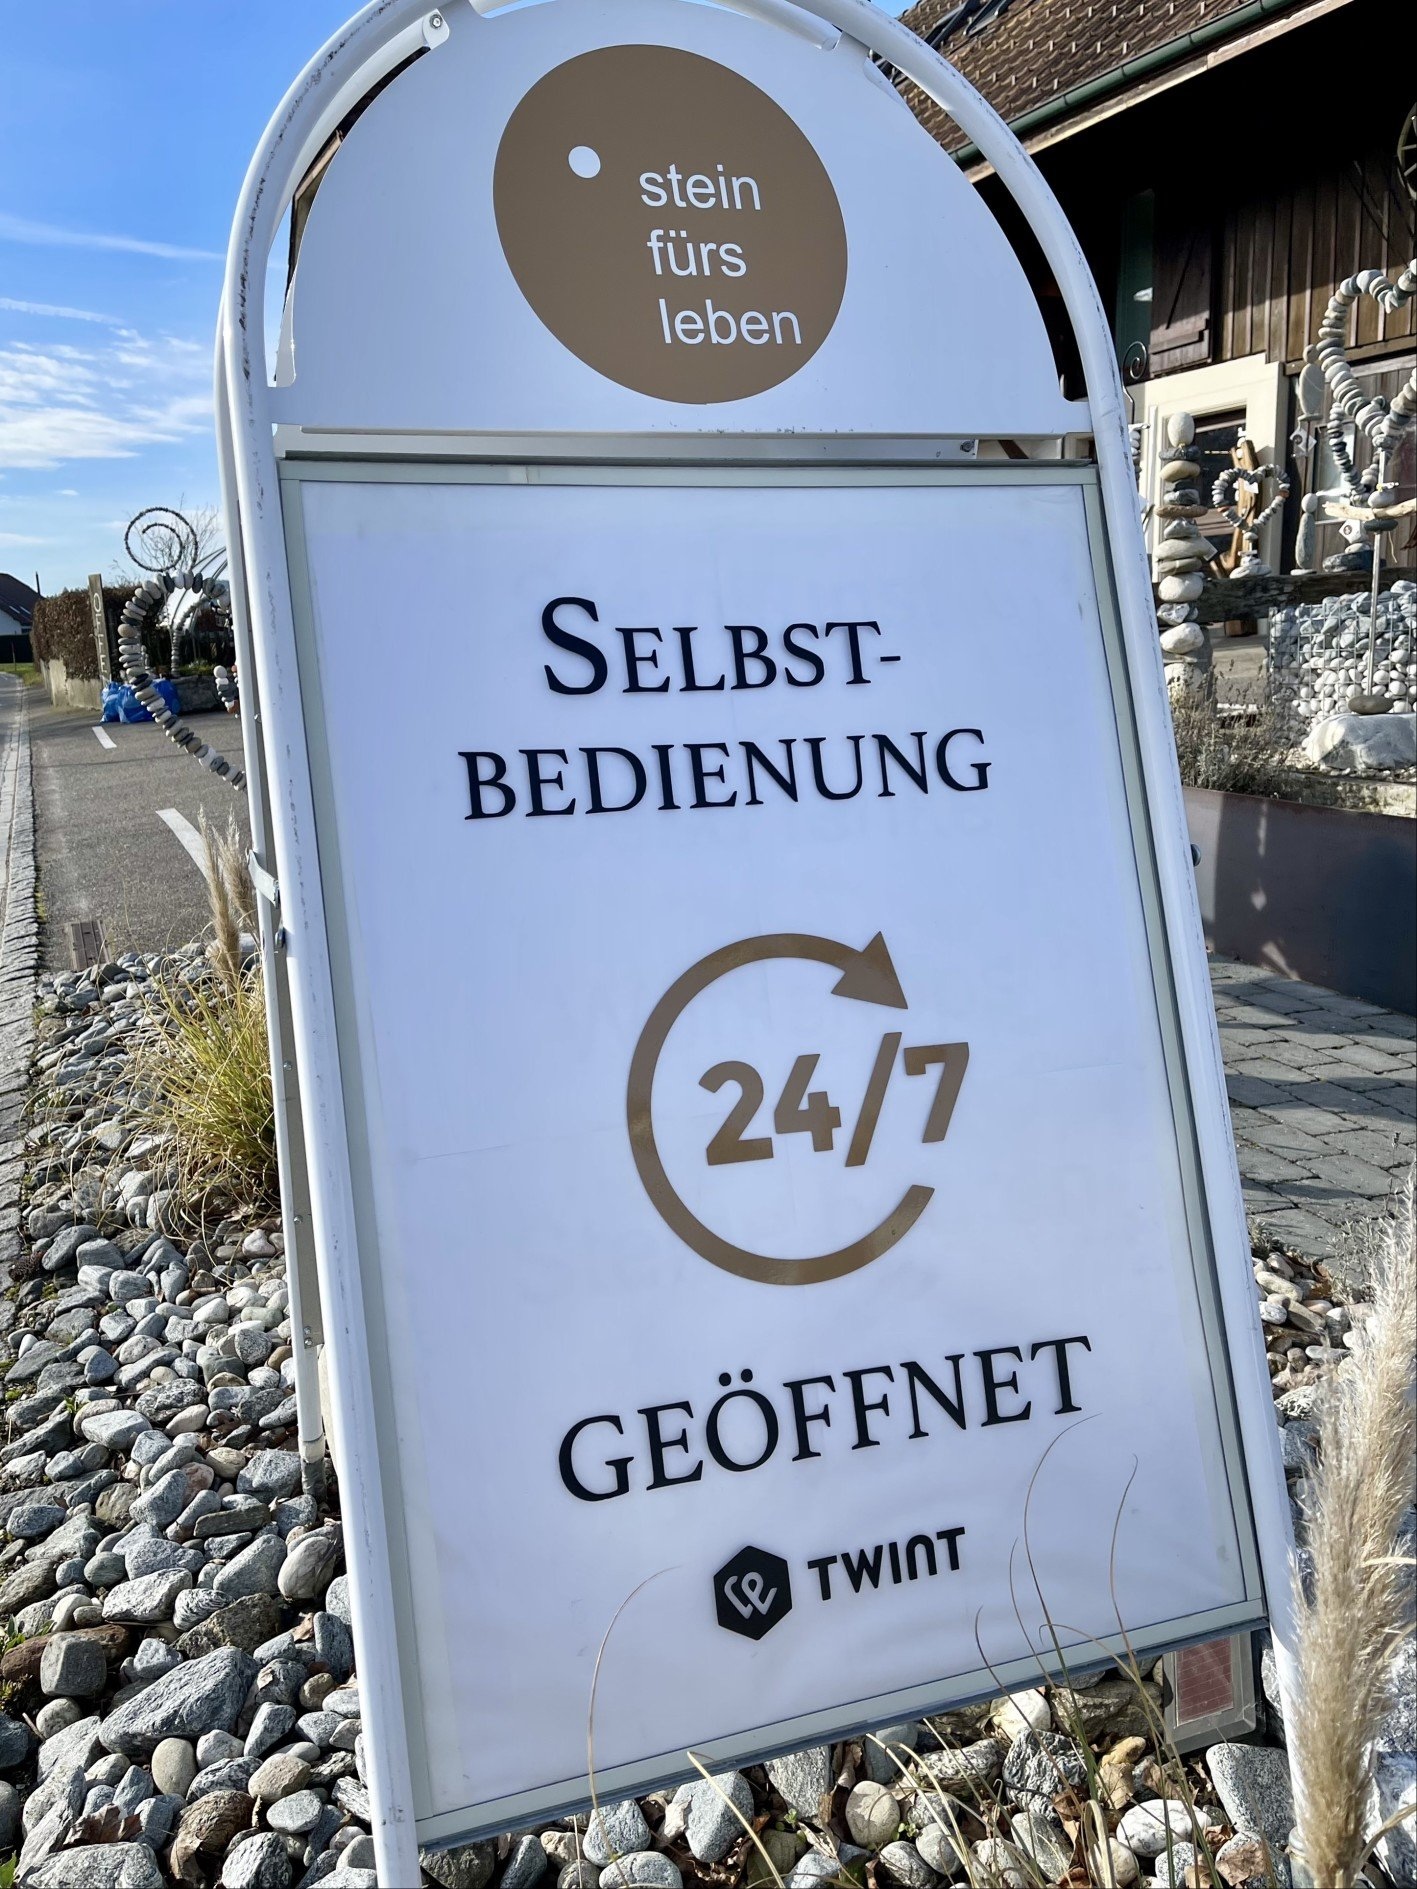 stein
fürs
leben
SELBST-
BEDIENUNG
24/7
GEÖFFNET
TWINT